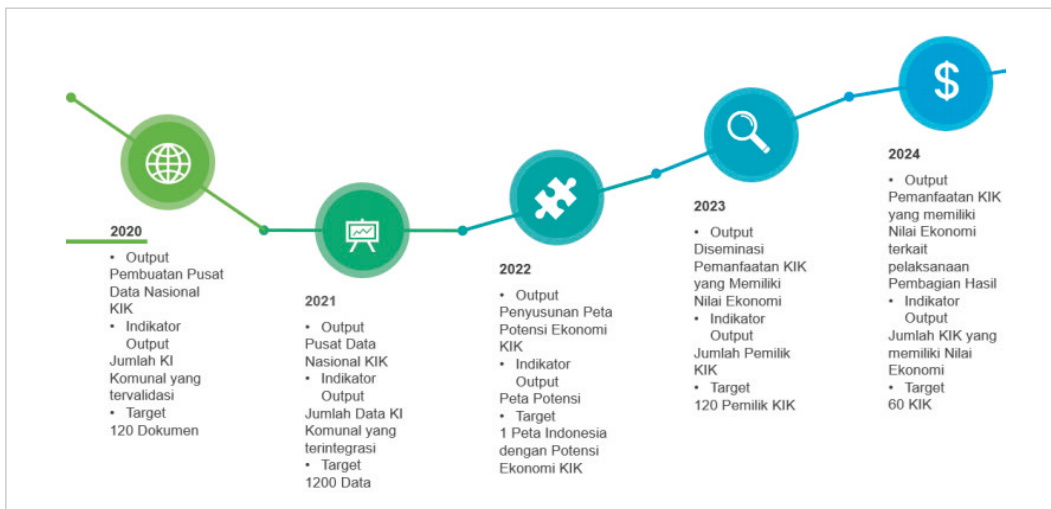 2020
• Output
Pembuatan Pusat
Data Nasional
KIK
• Indikator
Output
Jumlah KI
Komunal yang
tervalidasi
• Target
120 Dokumen
2021
• Output
Pusat Data
Nasional KIK
• Indikator
Output
Jumlah Data KI
Komunal yang
terintegrasi
• Target
1200 Data
2022
• Output
Penyusunan Peta
Potensi Ekonomi
KIK
• Indikator
Output
Peta Potensi
• Target
1 Peta Indonesia
dengan Potensi
Ekonomi KIK
2023
• Output
Diseminasi
Pemanfaatan KIK
yang Memiliki
Nilai Ekonomi
• Indikator
Output
Jumlah Pemilik
KIK
• Target
120 Pemilik KIK
$
2024
• Output
Pemanfaatan KIK
yang memiliki
Nilai Ekonomi
terkait
pelaksanaan
Pembagian Hasil
• Indikator
Output
Jumlah KIK yang
memiliki Nilai
Ekonomi
• Target
60 KIK